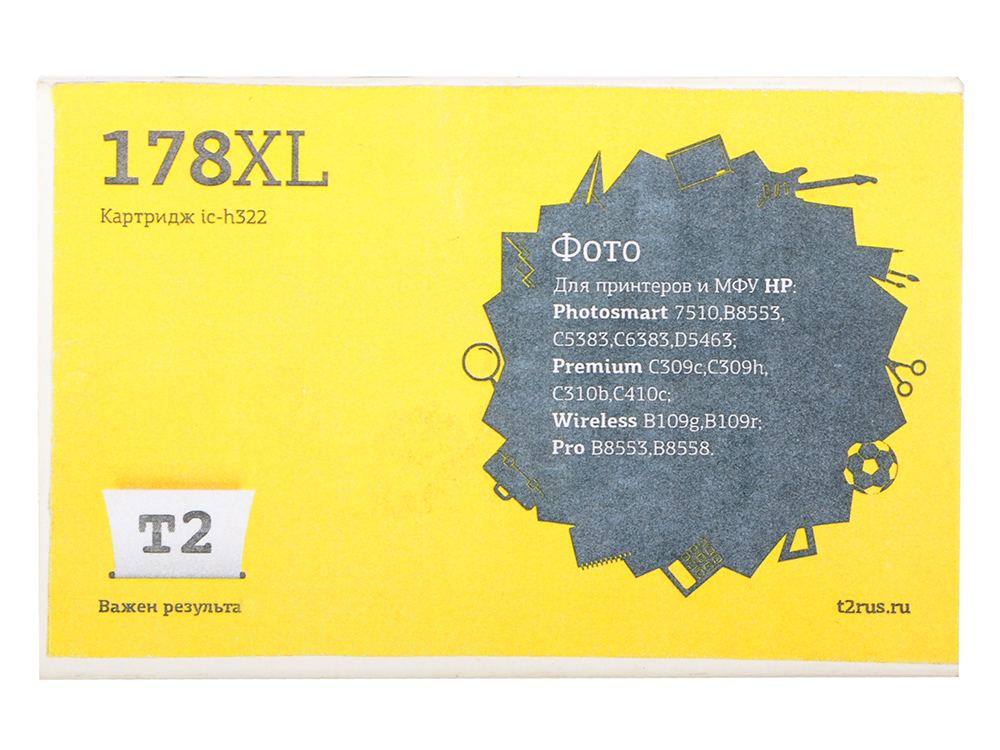 178XL
Картридж ic-h322
Фото
Для принтеров и МФУ HP:
Photosmart 7510,B8553,
C5383,C6383,D5463;
Premium C309c,C309h,
C310b,C410c;
Wireless B109g,B109r;
Pro B8553,B8558.
T2
Важен результа
t2rus.ru